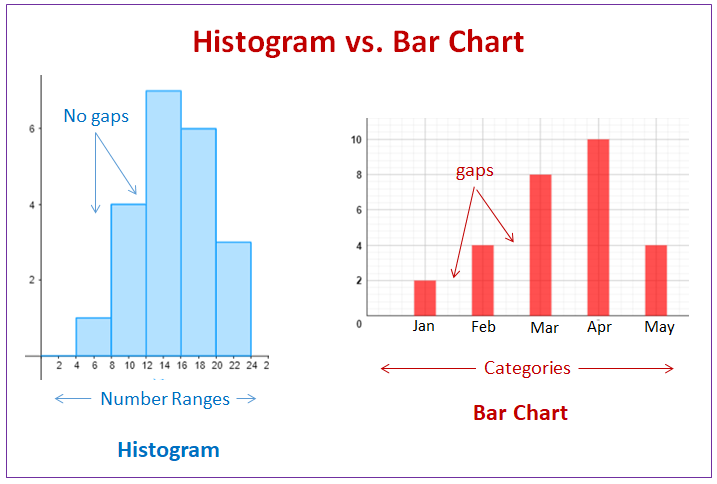 Histogram vs. Bar Chart
No gaps
6
4
2
2 4 6 8 10 12 14 16 18 20 22 24 2
Number Ranges
Histogram
10
8
6
4
2
0
gaps
Jan Feb Mar Apr May
Categories
Bar Chart